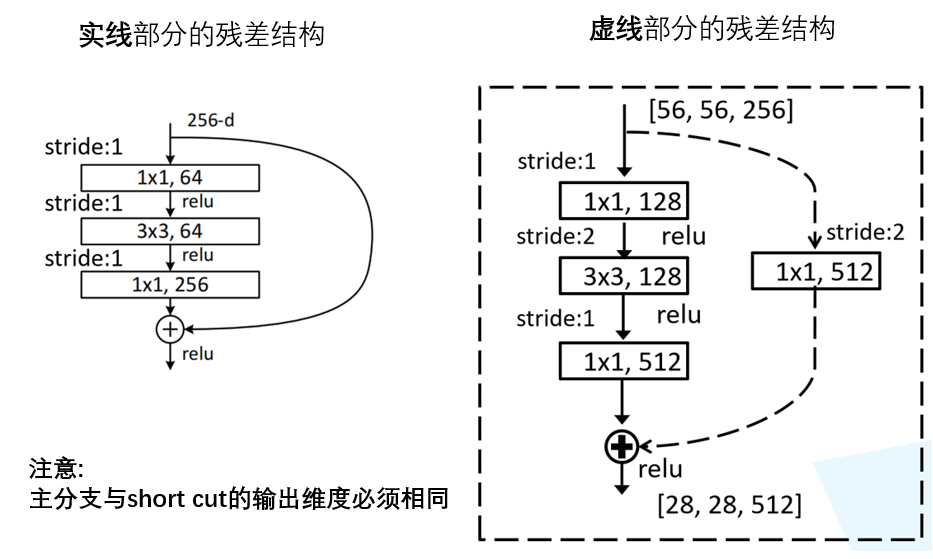 实线部分的残差结构
256-d
stride:1
1x1, 64
stride:1
relu
3x3, 64
stride:1
relu
1x1, 256
relu
注意:
主分支与short cut的输出维度必须相同
虚线部分的残差结构
[56, 56, 256]
stride:1
1x1, 128
stride:2
relu
stride:2
3x3, 128
1x1, 512
stride:1
relu
1x1, 512
relu
[28, 28, 512]